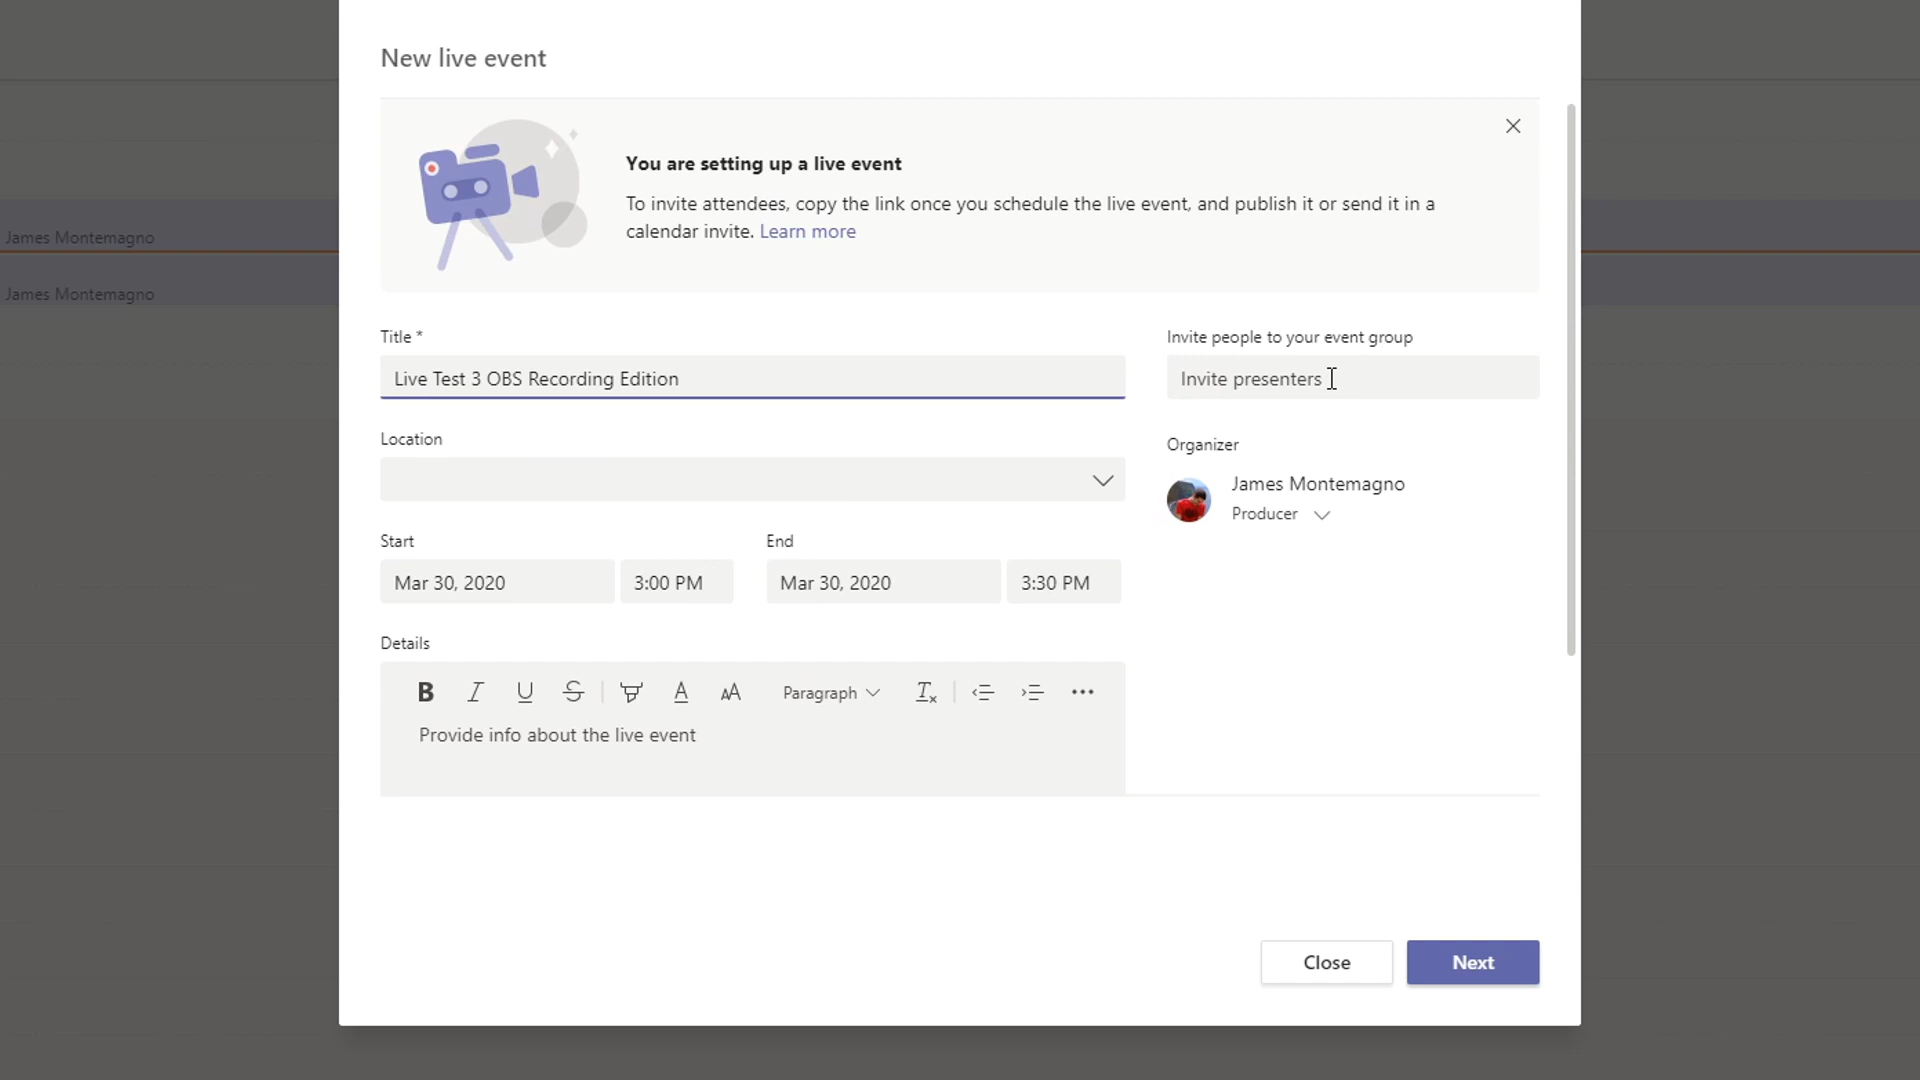 New live event
You are setting up a live event
To invite attendees, copy the link once you schedule the live event, and publish it or send it in a
calendar invite. Learn more
James Montemagno
James Montemagno
Title *
Live Test 3 OBS Recording Edition
Invite people to your event group
Invite presenters
Location
Organizer
James Montemagno
Producer
Start
End
Mar 30, 2020 3:00 PM Mar 30, 2020 3:30 PM
Details
B I U S A AA Paragraph Tx
Provide info about the live event
Close Next